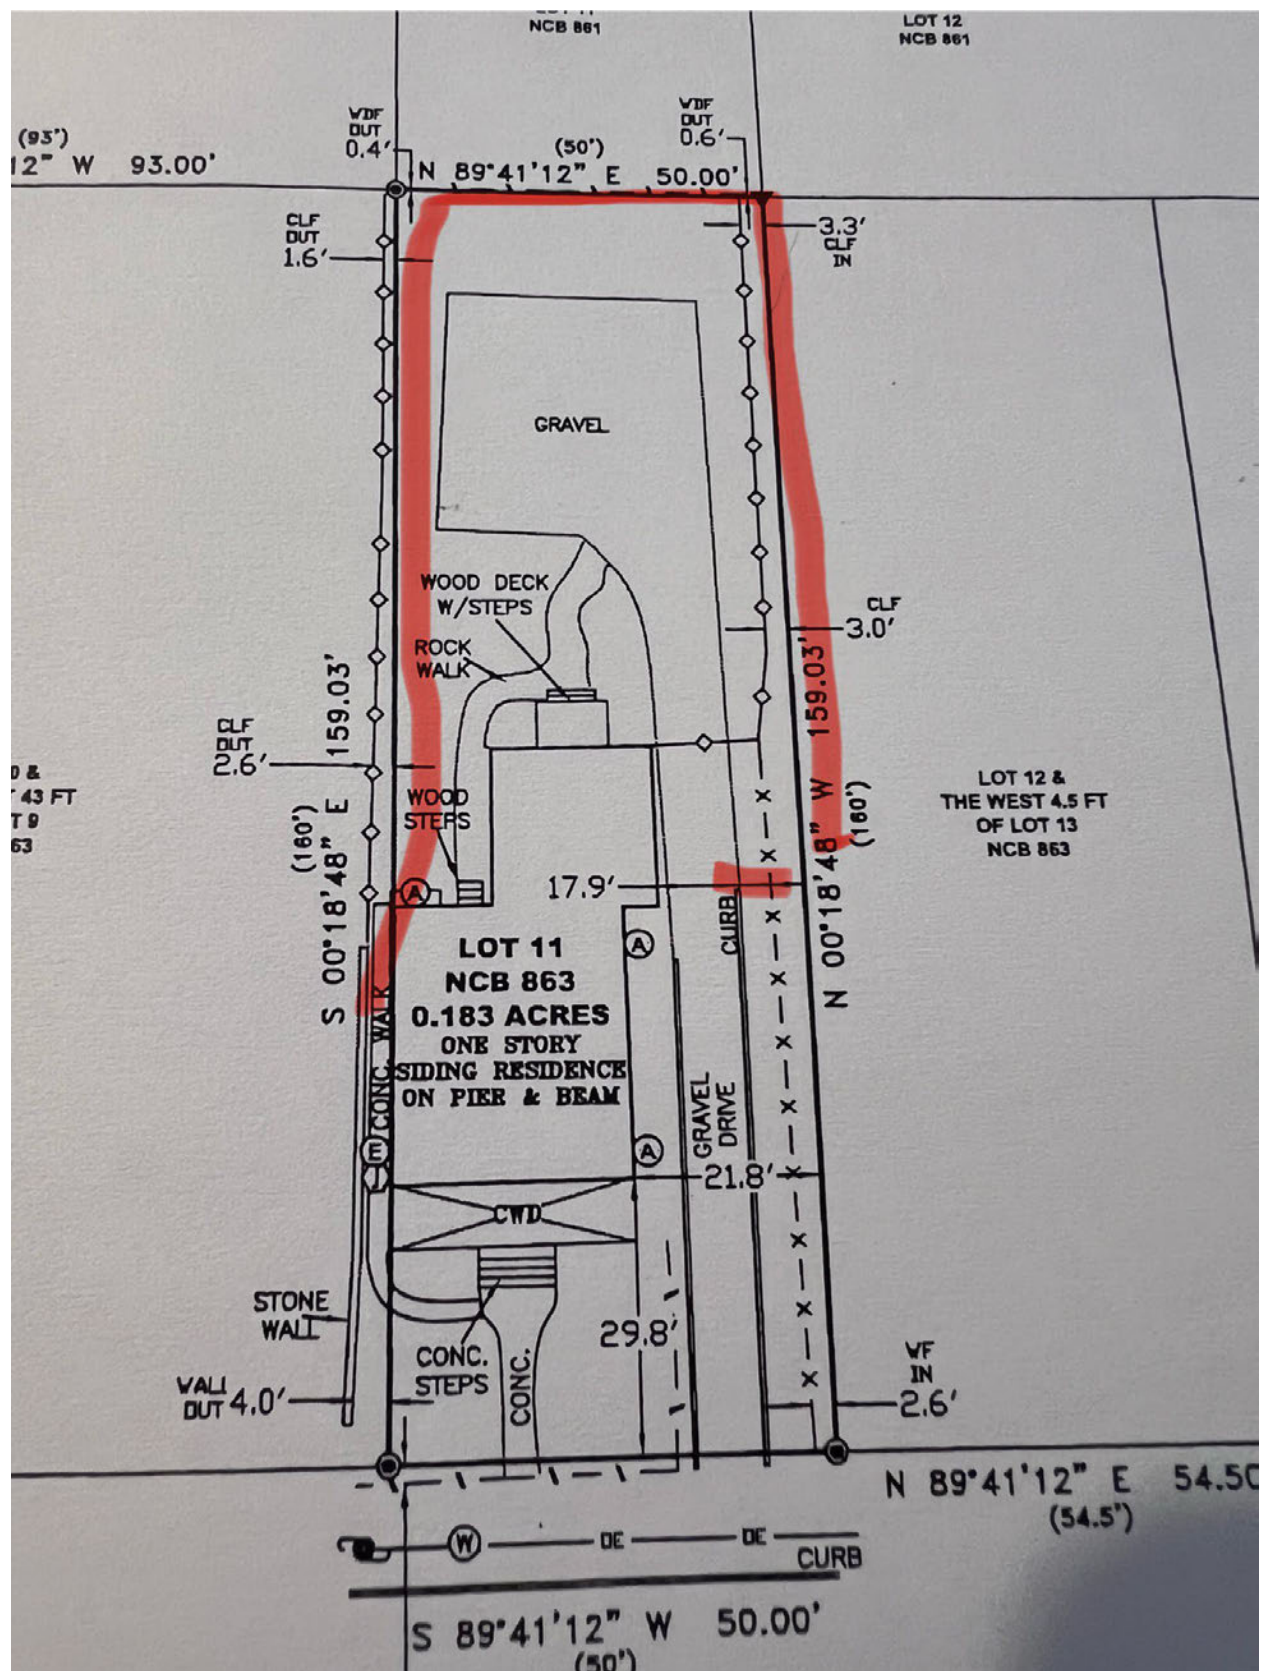 NCB 861
LOT 12
NCB 861
(93')
12" W 93.00'
WDF
OUT
0.4'
(50')
N 89°41'12" E 50.00'
WDF
OUT
0.6'
CLF
OUT
1.6'
3.3'
CLF
IN
GRAVEL
WOOD DECK
W/STEPS
ROCK
WALK
CLF
3.0'
S 00°18'48" E 159.03'
(160')
CLF
OUT
2.6'
WOOD
STEPS
N 00°18'48" W 159.03'
(160')
&
43 FT
T 9
63
LOT 12 &
THE WEST 4.5 FT
OF LOT 13
NCB 863
A
17.9'
CURB
LOT 11
NCB 863
0.183 ACRES
ONE STORY
SIDING RESIDENCE
ON PIER & BEAM
A
CONC. WALK
E
A
GRAVEL
DRIVE
21.8'
CWD
STONE
WALL
29.8'
CONC.
STEPS
CONC.
WALL
OUT 4.0'
WF
IN
2.6'
N 89°41'12" E 54.50
(54.5')
W
OE
OE
CURB
S 89°41'12" W 50.00'
(50')